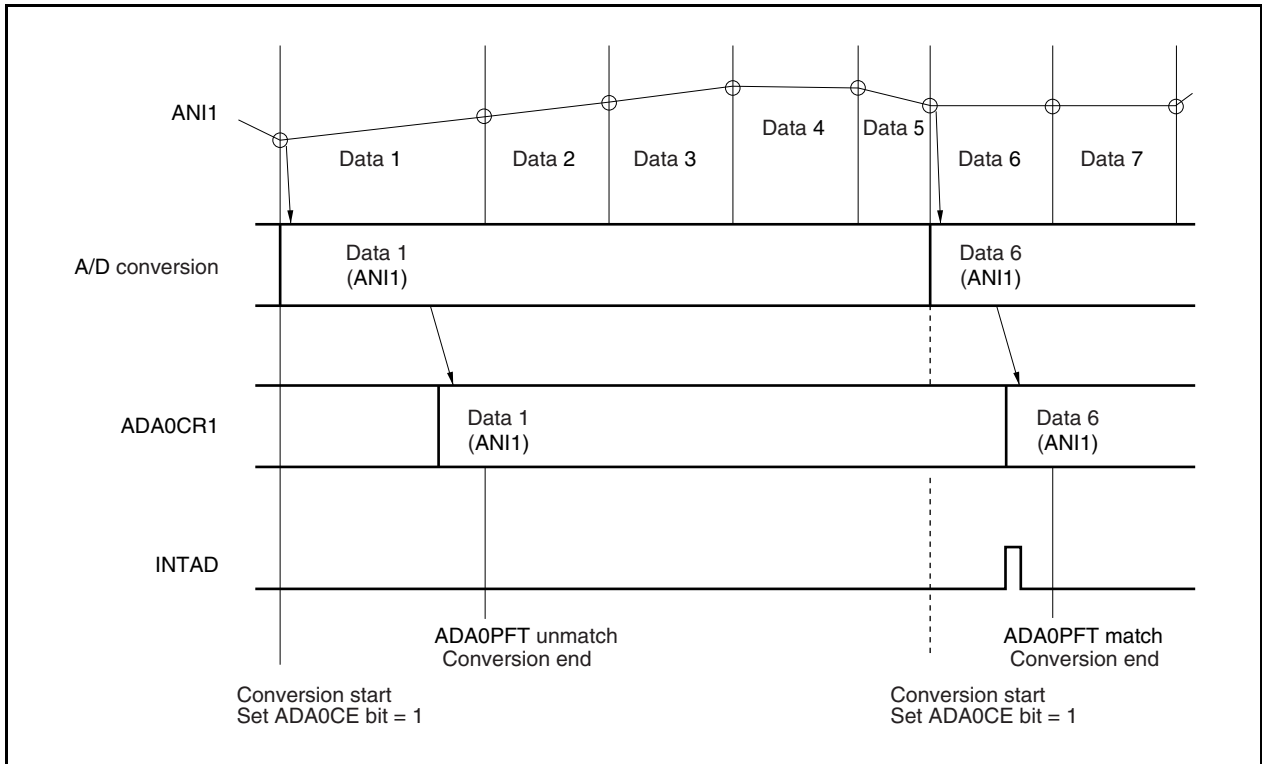 ANI1
Data 1
Data 2
Data 3
Data 4
Data 5
Data 6
Data 7
A/D conversion
Data 1
(ANI1)
Data 6
(ANI1)
ADA0CR1
Data 1
(ANI1)
Data 6
(ANI1)
INTAD
ADA0PFT unmatch
Conversion end
ADA0PFT match
Conversion end
Conversion start
Set ADA0CE bit = 1
Conversion start
Set ADA0CE bit = 1